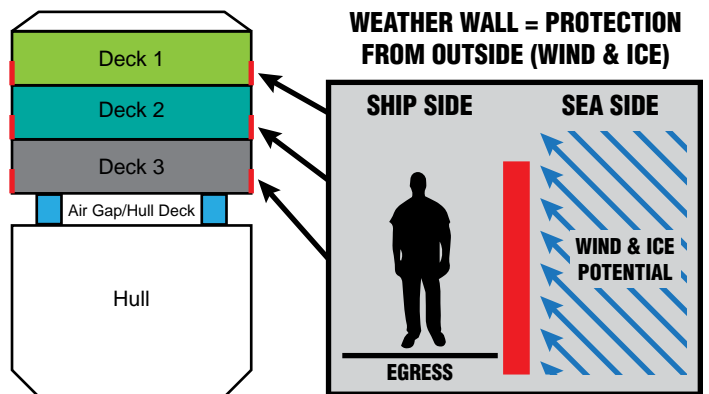 WEATHER WALL = PROTECTION
FROM OUTSIDE (WIND & ICE)
Deck 1
Deck 2
Deck 3
Air Gap/Hull Deck
Hull
SHIP SIDE
SEA SIDE
WIND & ICE
POTENTIAL
EGRESS